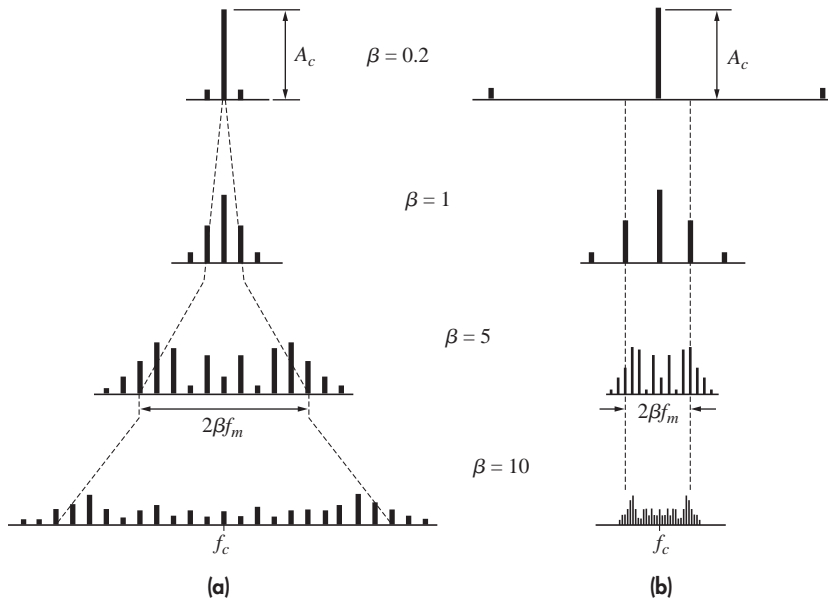 A_c
β = 0.2
A_c
β = 1
β = 5
2βf_m
2βf_m
β = 10
f_c
f_c
(a)
(b)